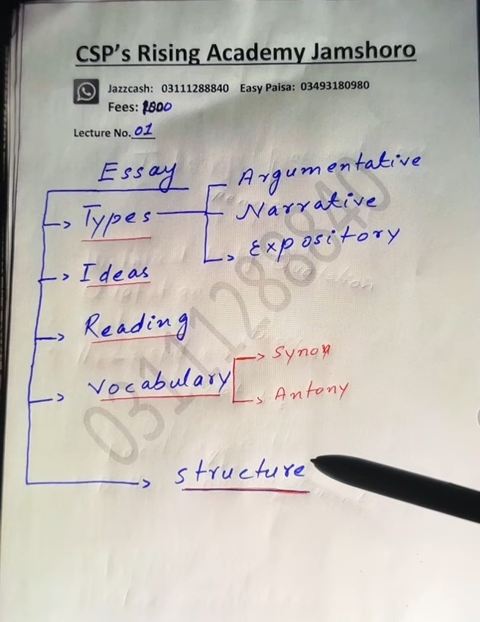 CSP's Rising Academy Jamshoro
Jazzcash: 03111288840 Easy Paisa: 03493180980
Fees: 1500
Lecture No. 01
Essay
Types
Argumentative
Narrative
Expository
Ideas
Reading
Vocabulary
Synon
Antony
Structure
03111288840